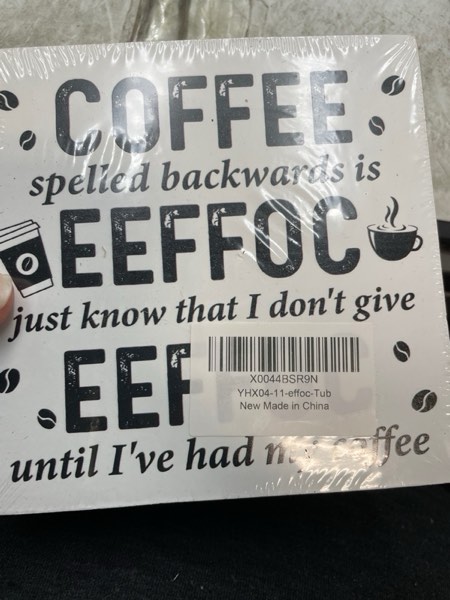 COFFEE
spelled backwards is
EEFFOC
just know that I don't give
EEF
X0044BSR9N
YHX04-11-effoc-Tub
New Made in China
until I've had my coffee